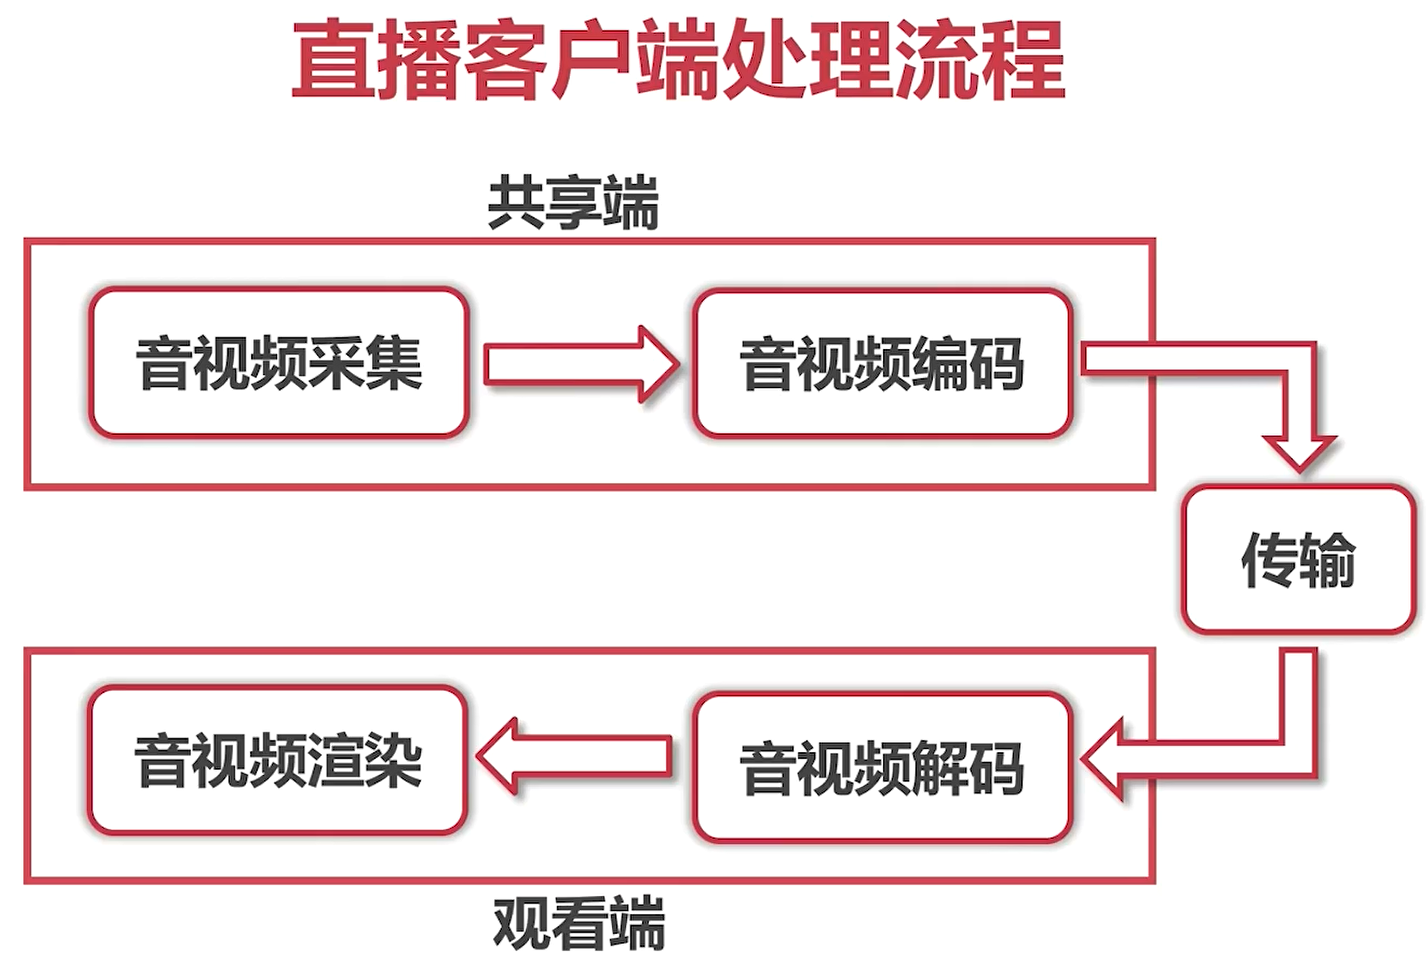 直播客户端处理流程
共享端
音视频采集
音视频编码
传输
音视频解码
音视频渲染
观看端